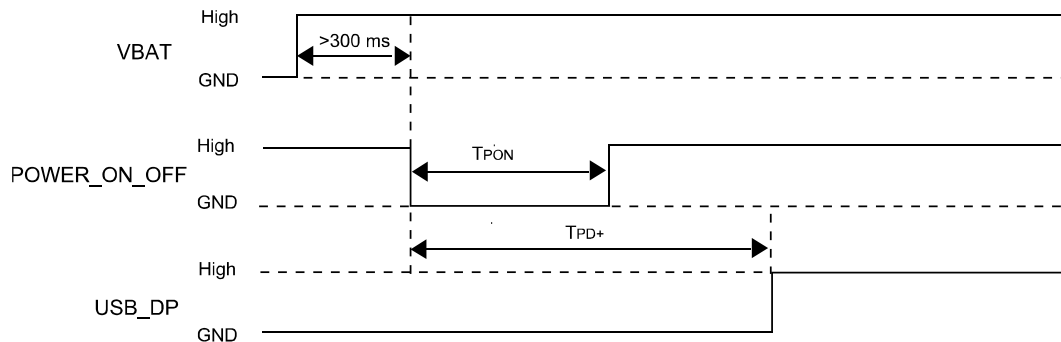 High
>300 ms
VBAT
GND
High
TPON
POWER_ON_OFF
GND
TPD+
High
USB_DP
GND